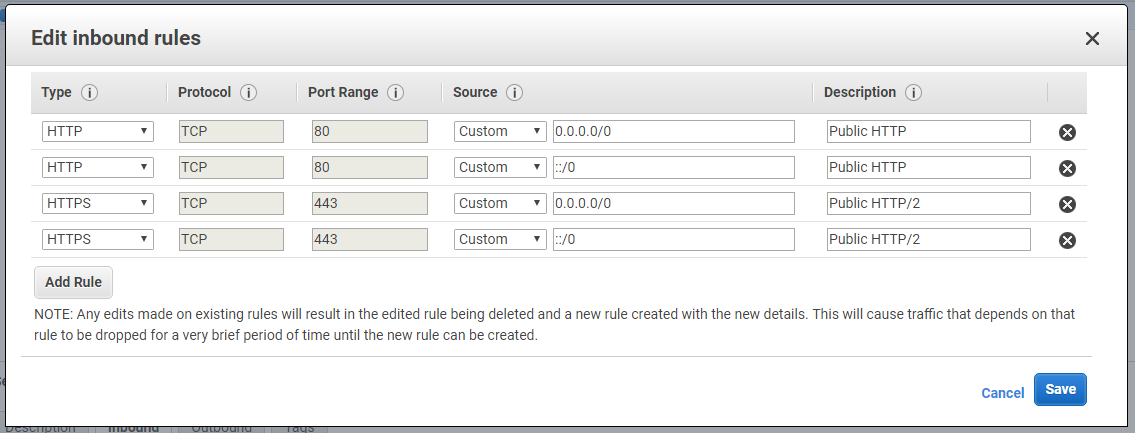 Edit inbound rules
Type Protocol Port Range Source Description
HTTP TCP 80 Custom 0.0.0.0/0 Public HTTP
HTTP TCP 80 Custom ::/0 Public HTTP
HTTPS TCP 443 Custom 0.0.0.0/0 Public HTTP/2
HTTPS TCP 443 Custom ::/0 Public HTTP/2
Add Rule
NOTE: Any edits made on existing rules will result in the edited rule being deleted and a new rule created with the new details. This will cause traffic that depends on that
rule to be dropped for a very brief period of time until the new rule can be created.
Cancel Save
Description Inbound Outbound Tags